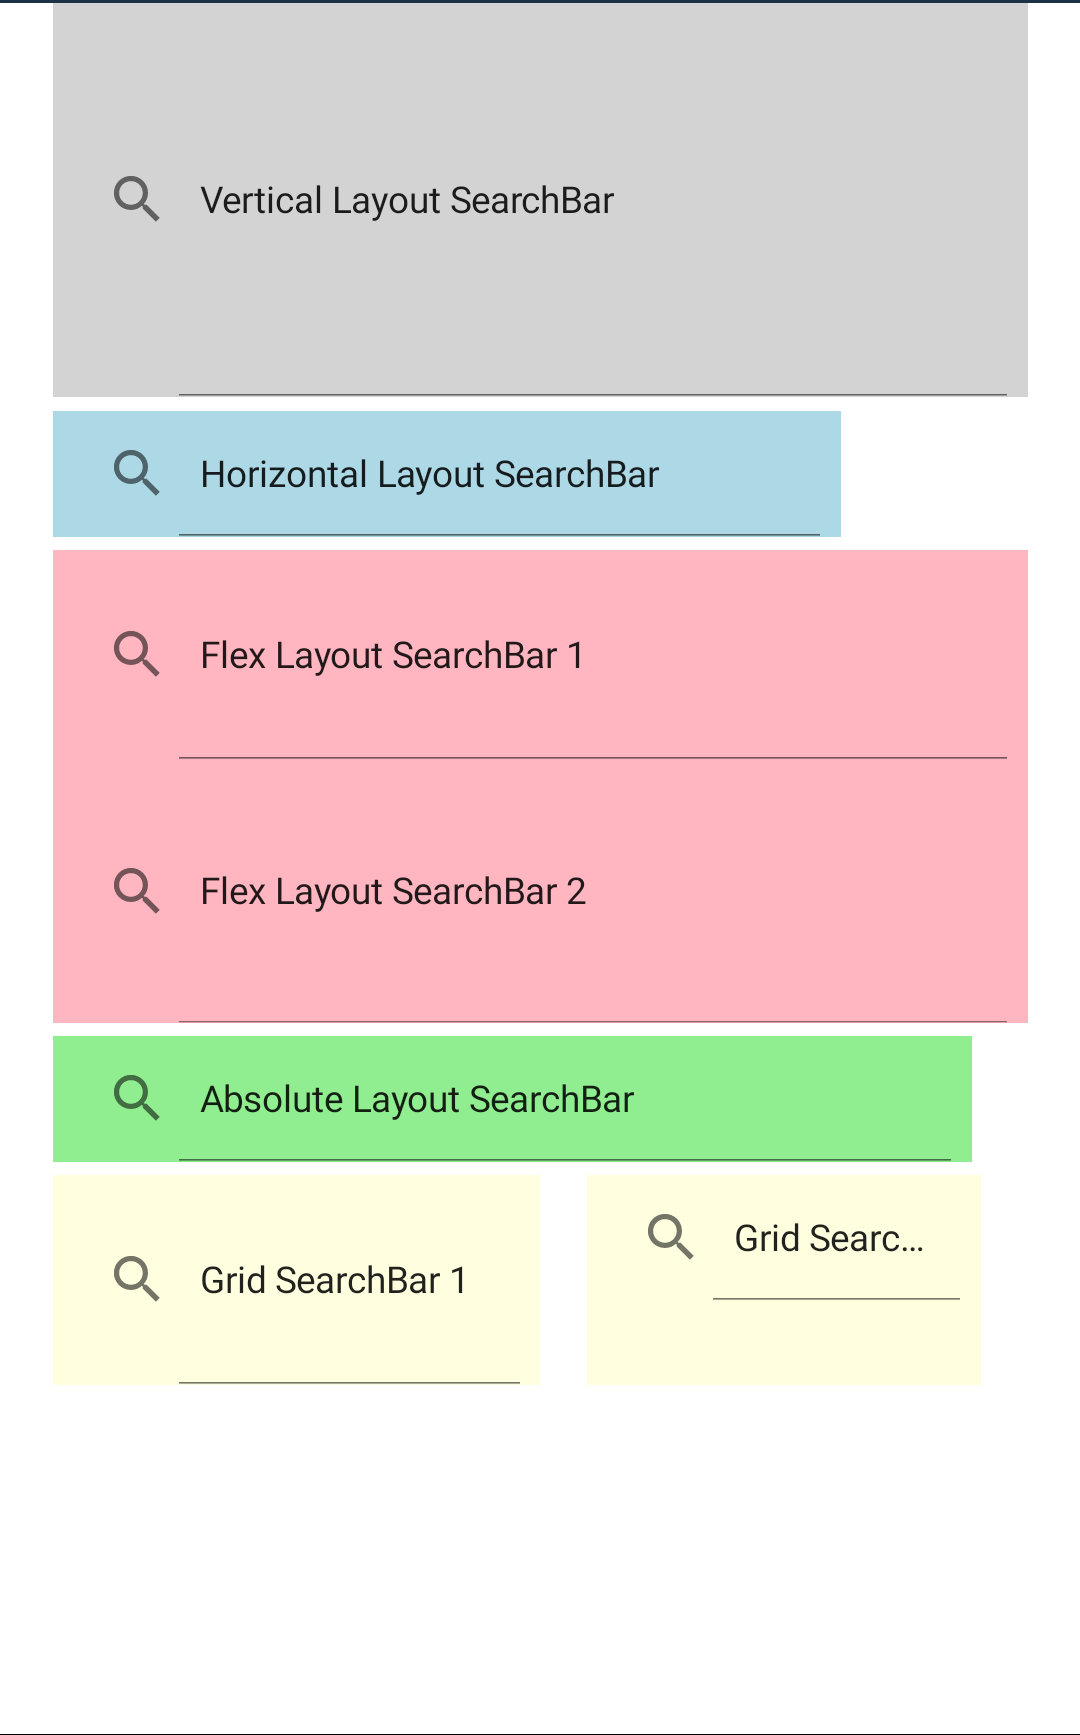 Vertical Layout SearchBar
Horizontal Layout SearchBar
Flex Layout SearchBar 1
Flex Layout SearchBar 2
Absolute Layout SearchBar
Grid SearchBar 1
Grid Searc...